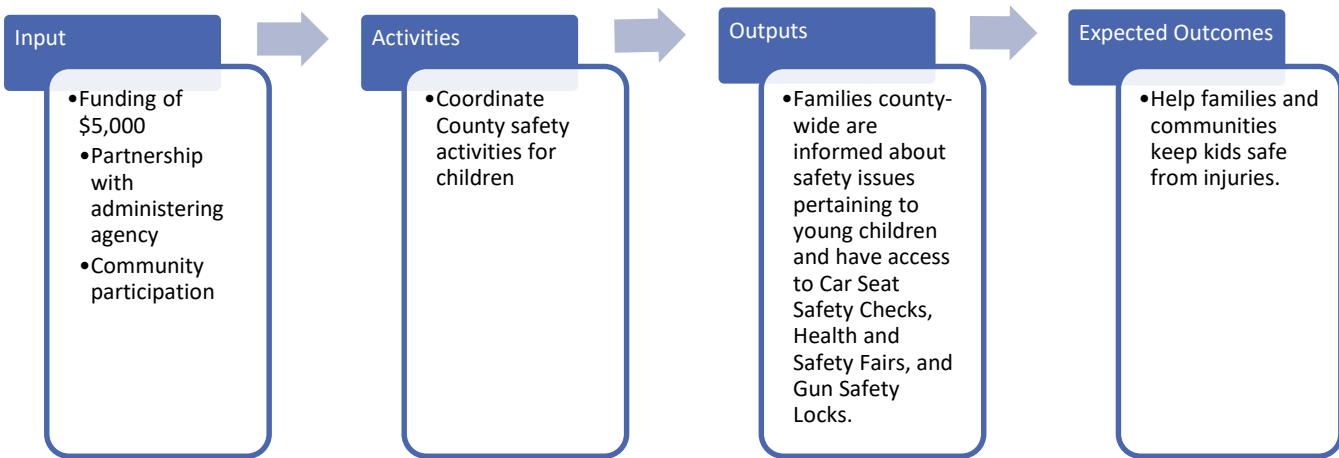 Input
•Funding of
$5,000
•Partnership
with
administering
agency
•Community
participation
Activities
•Coordinate
County safety
activities for
children
Outputs
•Families county-
wide are
informed about
safety issues
pertaining to
young children
and have access
to Car Seat
Safety Checks,
Health and
Safety Fairs, and
Gun Safety
Locks.
Expected Outcomes
•Help families and
communities
keep kids safe
from injuries.